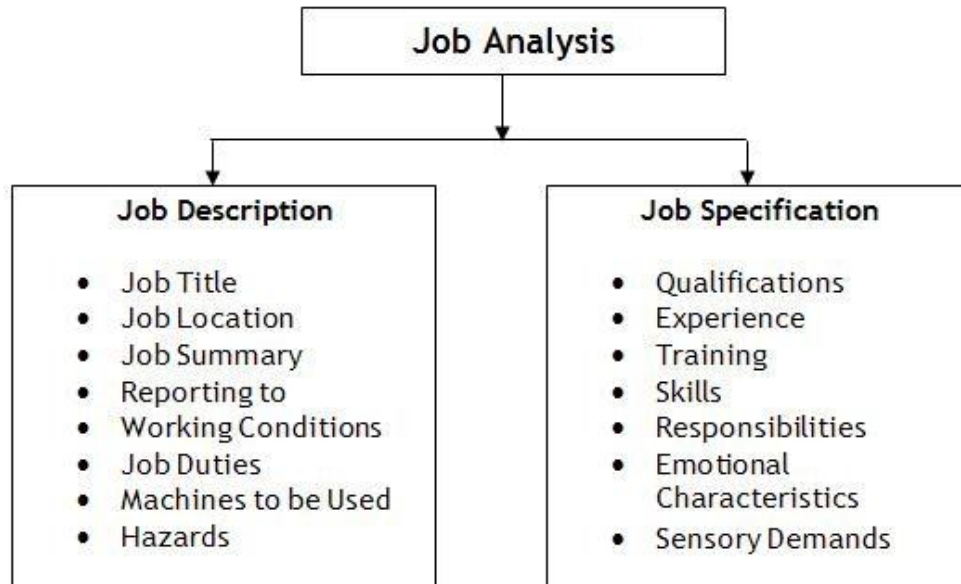 Job Analysis
Job Description
• Job Title
• Job Location
• Job Summary
• Reporting to
• Working Conditions
• Job Duties
• Machines to be Used
• Hazards
Job Specification
• Qualifications
• Experience
• Training
• Skills
• Responsibilities
• Emotional
Characteristics
• Sensory Demands